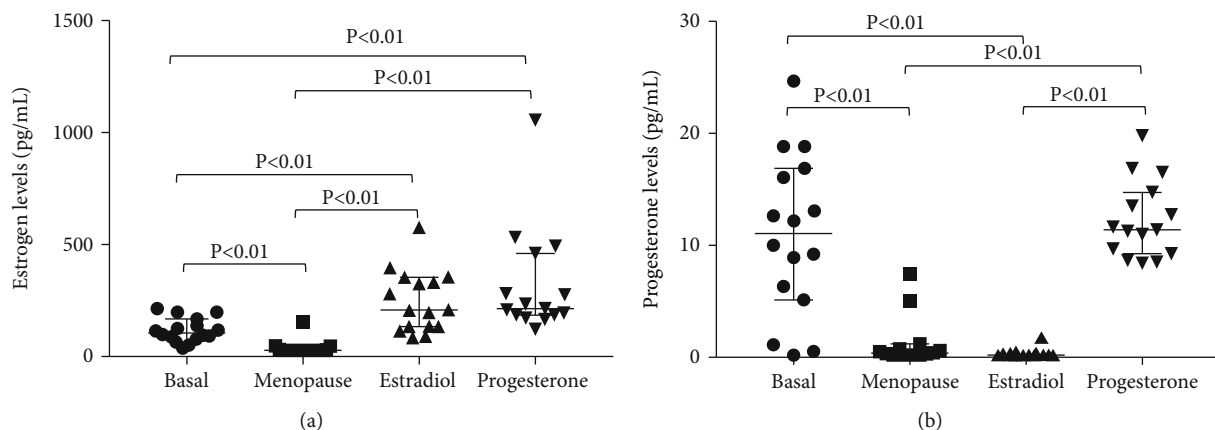 Estrogen levels (pg/mL)
1500
1000
500
0
P<0.01
P<0.01
P<0.01
P<0.01
P<0.01
Basal
Menopause
Estradiol
Progesterone
(a)
Progesterone levels (pg/mL)
30
20
10
0
P<0.01
P<0.01
P<0.01
P<0.01
Basal
Menopause
Estradiol
Progesterone
(b)